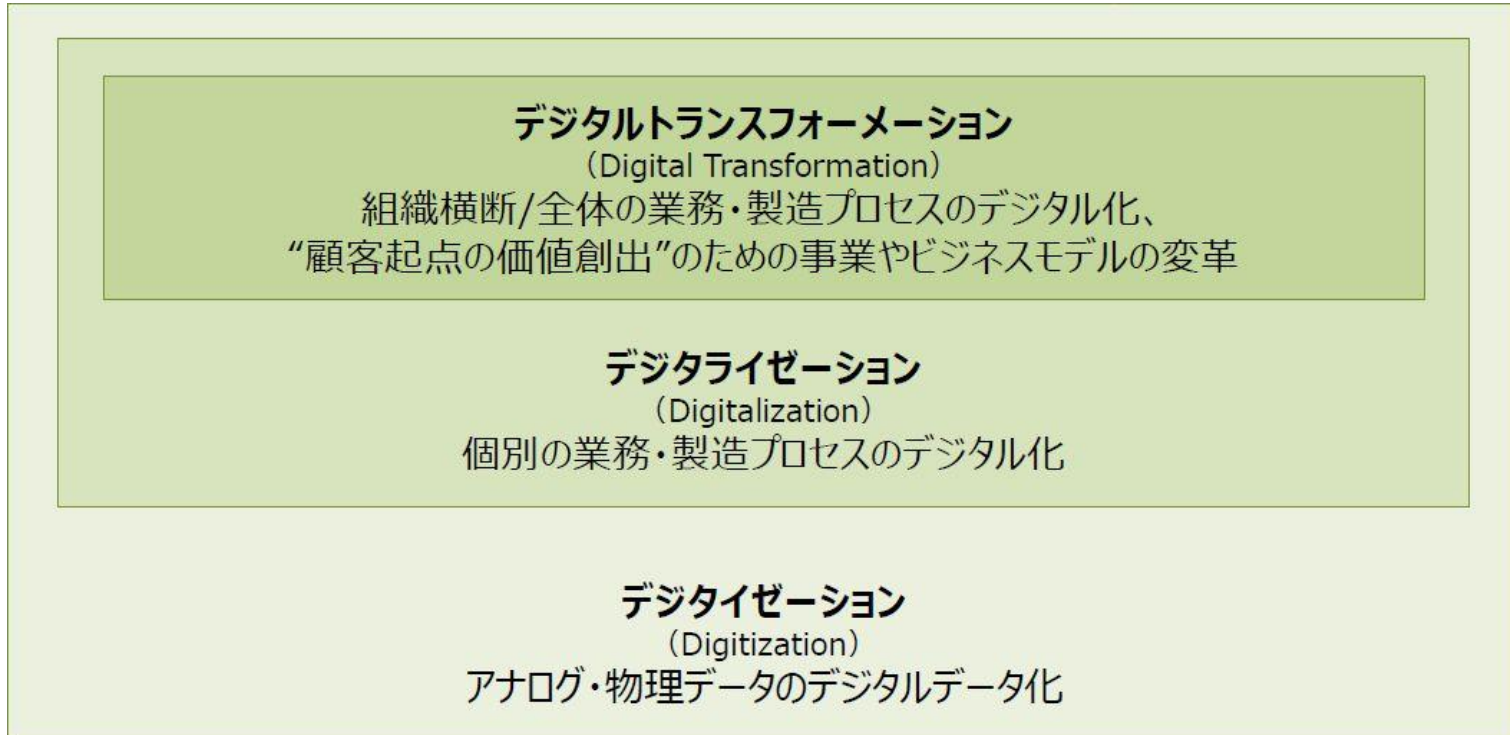 デジタルトランスフォーメーション
（Digital Transformation）
組織横断/全体の業務・製造プロセスのデジタル化、
“顧客起点の価値創出”のための事業やビジネスモデルの変革
デジタライゼーション
（Digitalization）
個別の業務・製造プロセスのデジタル化
デジタイゼーション
（Digitization）
アナログ・物理データのデジタルデータ化